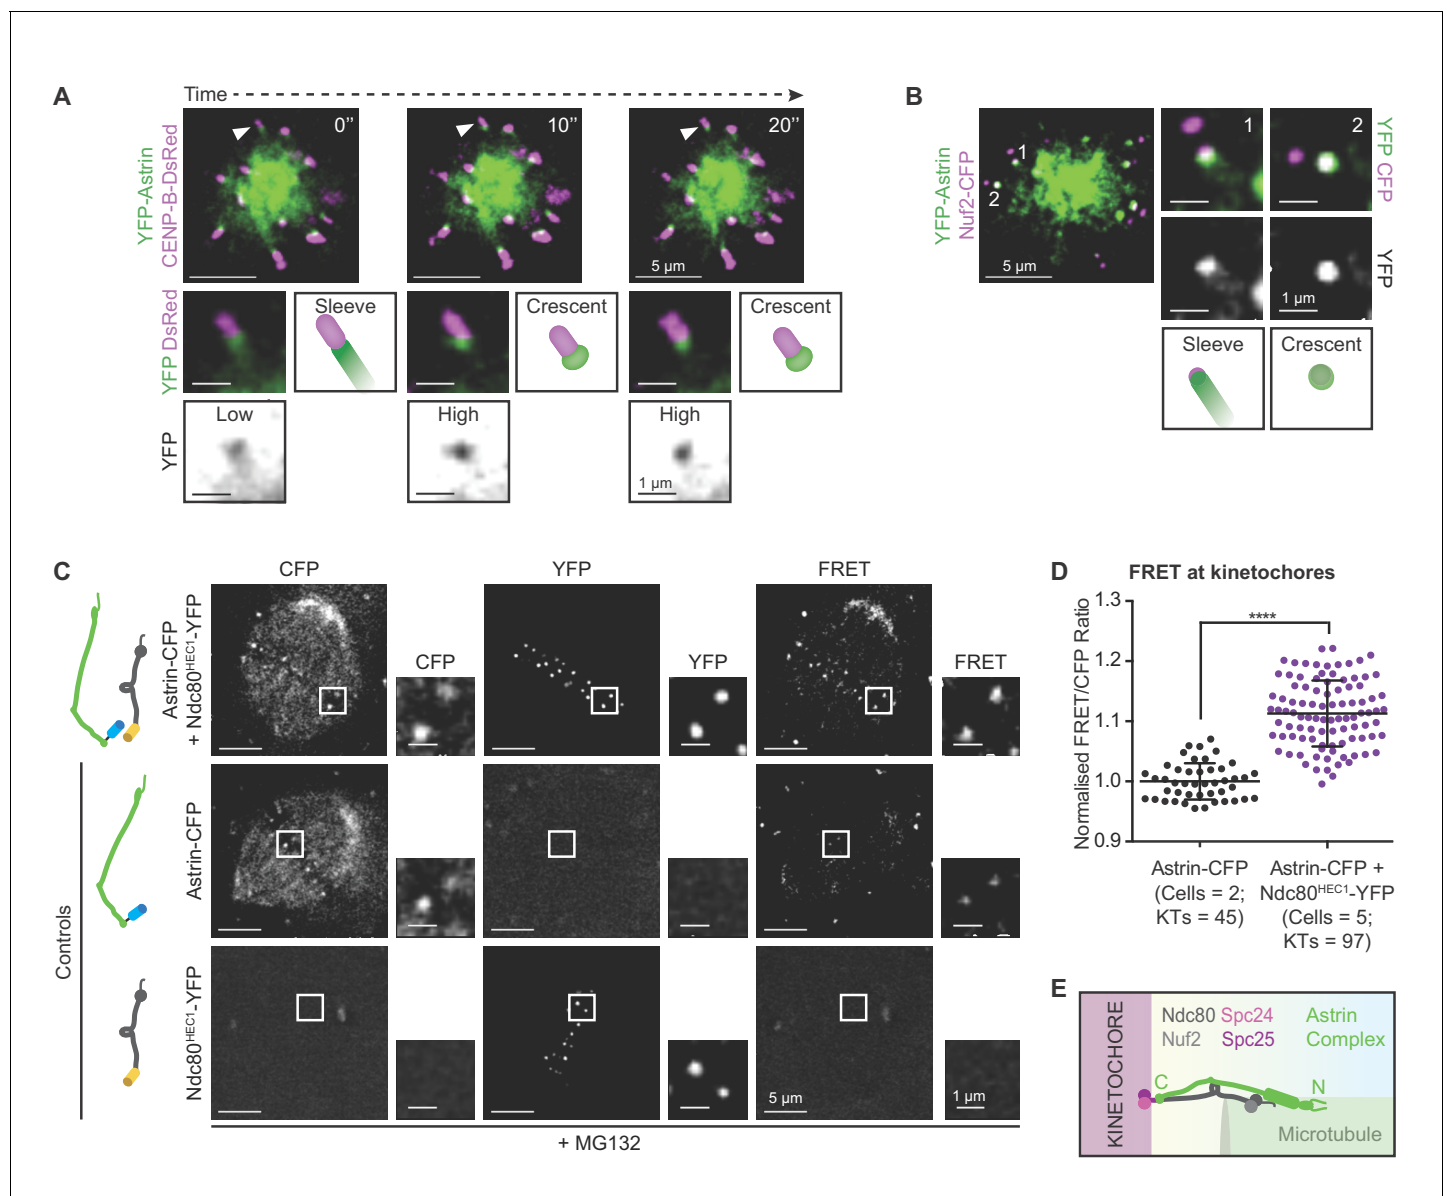 A
Time
YFP-Astrin
CENP-B-DsRed
0’’
10’’
20’’
5 µm
YFP DsRed
Sleeve
Crescent
Crescent
YFP
Low
High
High
1 µm
B
YFP-Astrin
Nuf2-CFP
1
2
5 µm
1
2
YFP CFP
YFP
1 µm
Sleeve
Crescent
C
CFP
YFP
FRET
Astrin-CFP
+ Ndc80HEC1-YFP
CFP
YFP
FRET
Controls
Astrin-CFP
Ndc80HEC1-YFP
5 µm
1 µm
+ MG132
D
FRET at kinetochores
Normalised FRET/CFP Ratio
1.3
1.2
1.1
1.0
0.9
****
Astrin-CFP
(Cells = 2;
KTs = 45)
Astrin-CFP +
Ndc80HEC1-YFP
(Cells = 5;
KTs = 97)
E
KINETOCHORE
Ndc80 Spc24 Astrin
Nuf2 Spc25 Complex
C
N
Microtubule